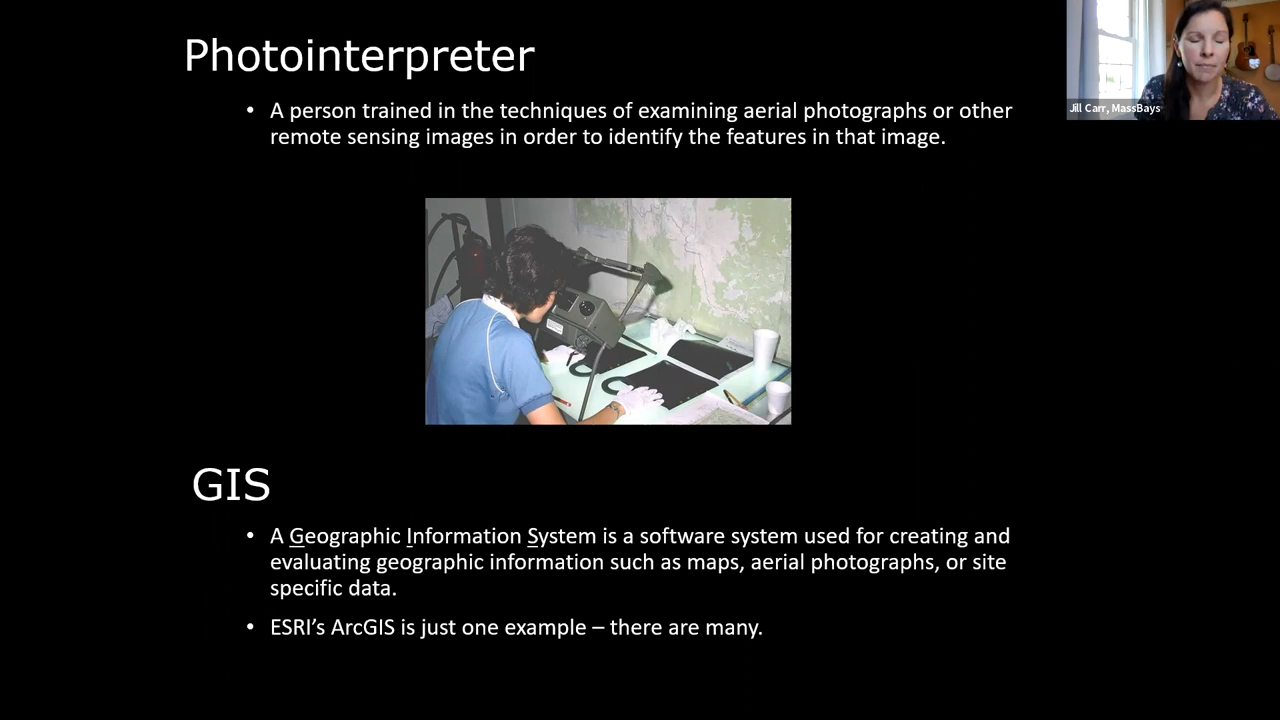 Photointerpreter
• A person trained in the techniques of examining aerial photographs or other
remote sensing images in order to identify the features in that image.
Jill Carr, MassBays
GIS
• A Geographic Information System is a software system used for creating and
evaluating geographic information such as maps, aerial photographs, or site
specific data.
• ESRI’s ArcGIS is just one example – there are many.